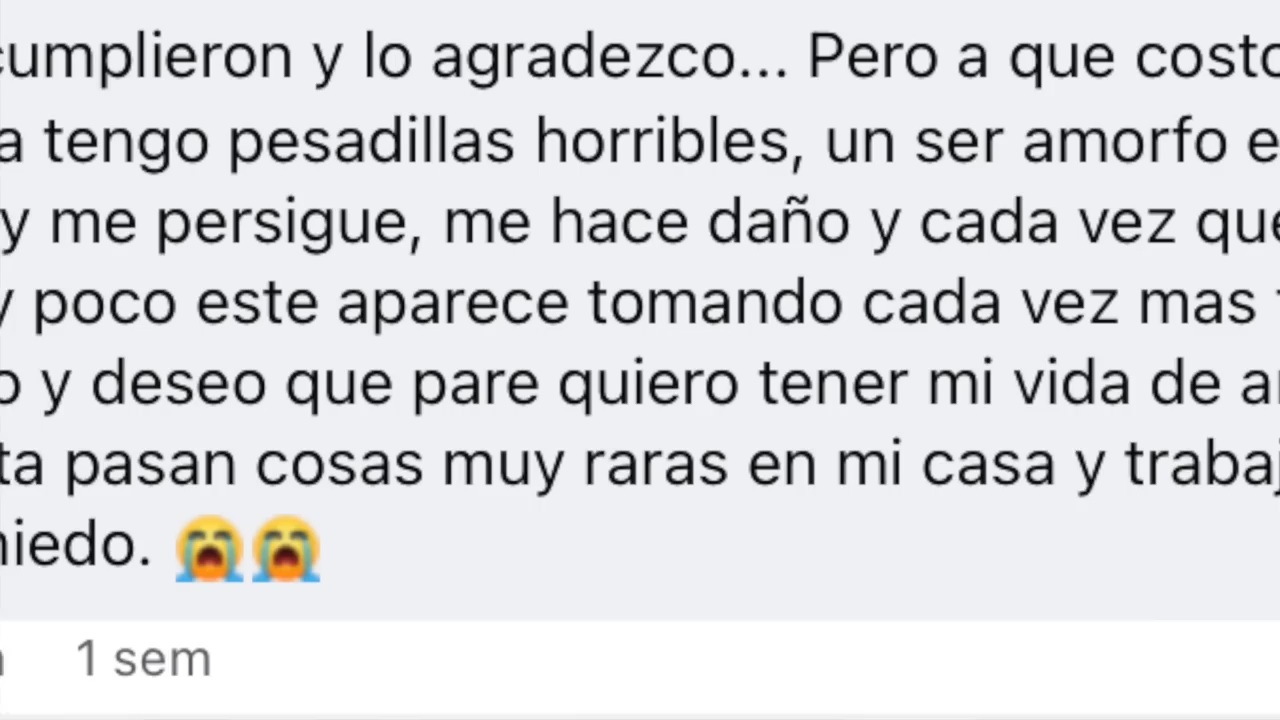 cumplieron y lo agradezco... Pero a que costo
a tengo pesadillas horribles, un ser amorfo e
y me persigue, me hace daño y cada vez que
y poco este aparece tomando cada vez mas
o y deseo que pare quiero tener mi vida de
ta pasan cosas muy raras en mi casa y trabaj
iedo. 😭😭
1 sem